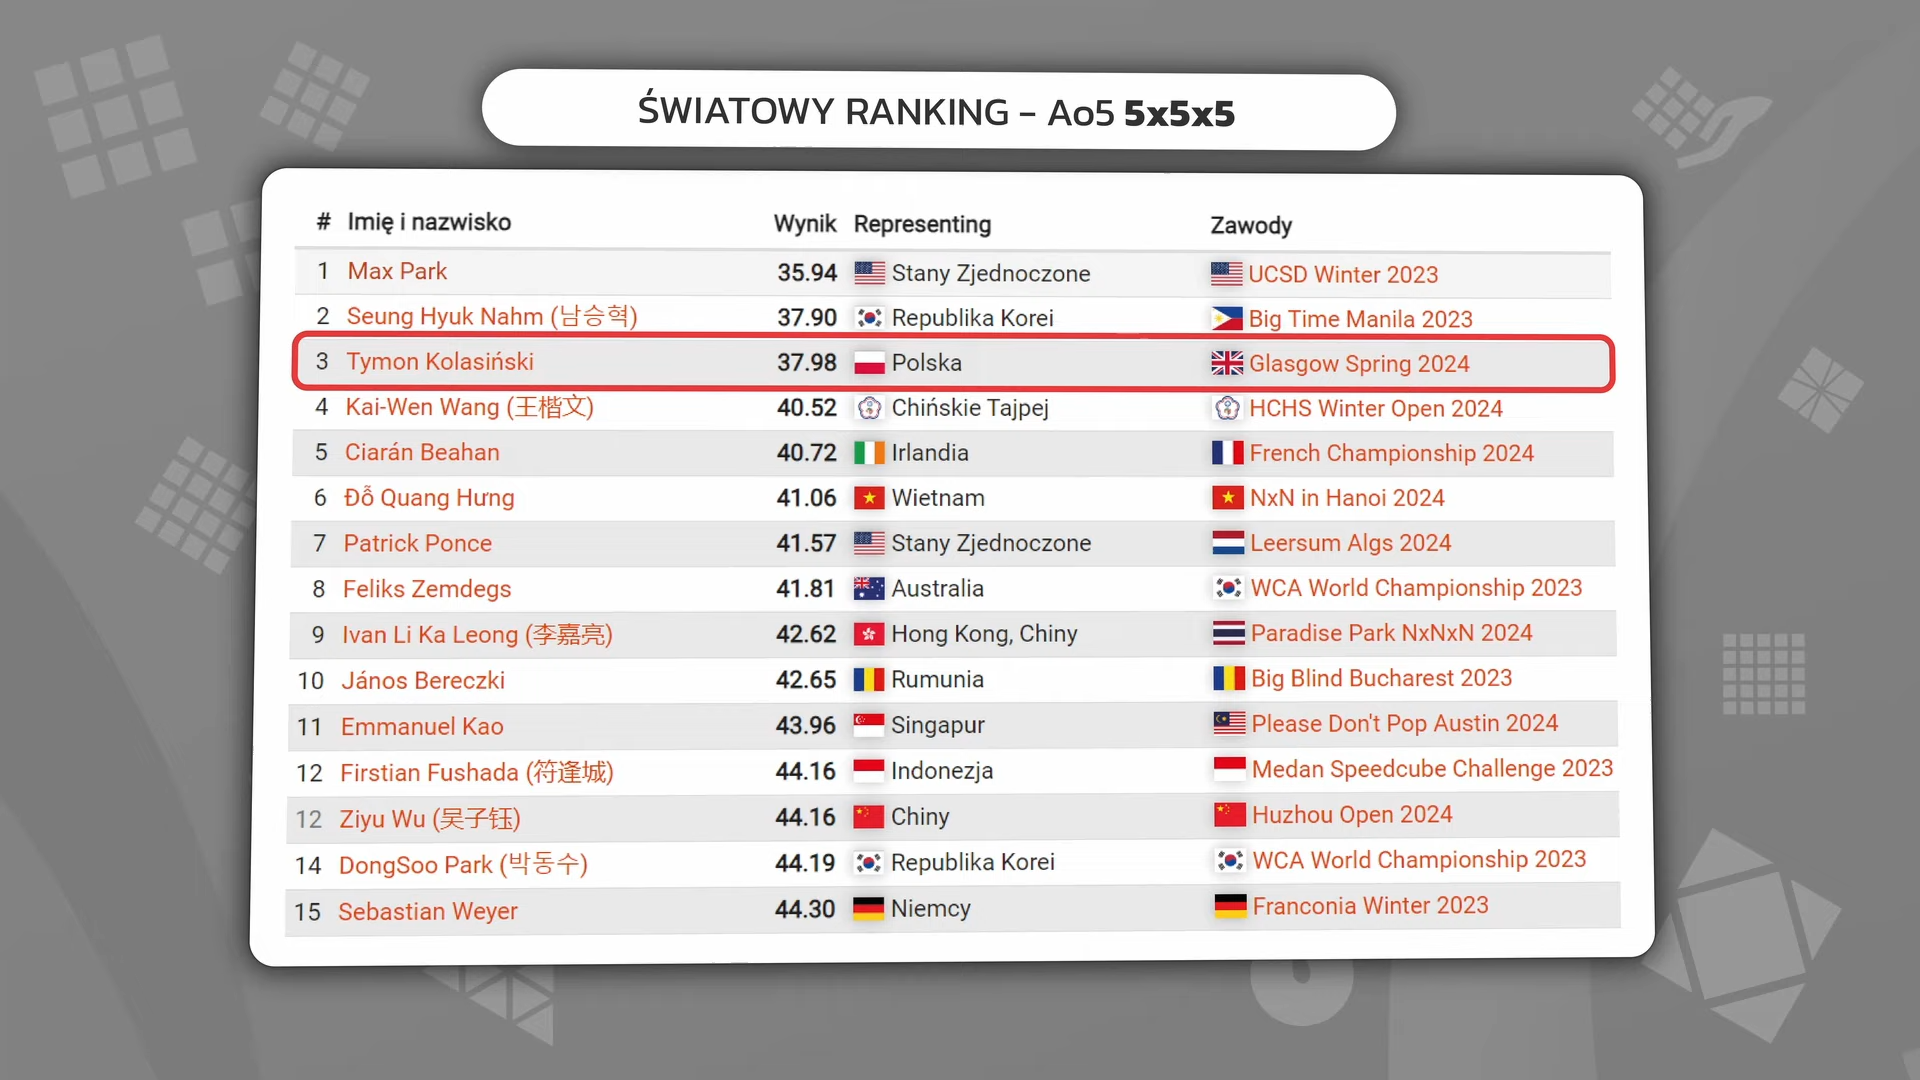 ŚWIATOWY RANKING – Ao5 5x5x5
# Imię i nazwisko Wynik Representing Zawody
1 Max Park 35.94 Stany Zjednoczone UCSD Winter 2023
2 Seung Hyuk Nahm (남승혁) 37.90 Republika Korei Big Time Manila 2023
3 Tymon Kolasiński 37.98 Polska Glasgow Spring 2024
4 Kai-Wen Wang (王楷文) 40.52 Chińskie Tajpej HCHS Winter Open 2024
5 Ciarán Beahan 40.72 Irlandia French Championship 2024
6 Đỗ Quang Hưng 41.06 Wietnam NxN in Hanoi 2024
7 Patrick Ponce 41.57 Stany Zjednoczone Leersum Algs 2024
8 Feliks Zemdegs 41.81 Australia WCA World Championship 2023
9 Ivan Li Ka Leong (李嘉亮) 42.62 Hong Kong, Chiny Paradise Park NxNxN 2024
10 János Bereczki 42.65 Rumunia Big Blind Bucharest 2023
11 Emmanuel Kao 43.96 Singapur Please Don't Pop Austin 2024
12 Firstian Fushada (符逢城) 44.16 Indonezja Medan Speedcube Challenge 2023
12 Ziyu Wu (吴子钰) 44.16 Chiny Huzhou Open 2024
14 DongSoo Park (박동수) 44.19 Republika Korei WCA World Championship 2023
15 Sebastian Weyer 44.30 Niemcy Franconia Winter 2023